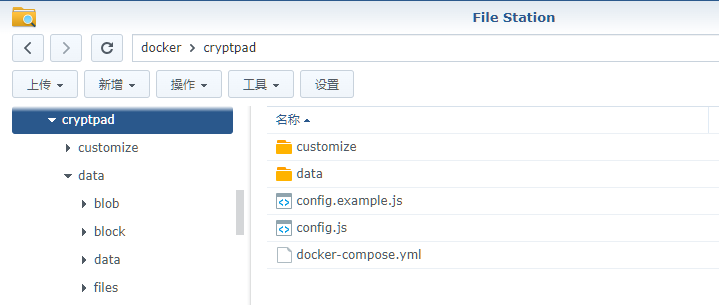 File Station
docker > cryptpad
上传 新增 操作 工具 设置
cryptpad
customize
data
blob
block
data
files
名称
customize
data
config.example.js
config.js
docker-compose.yml